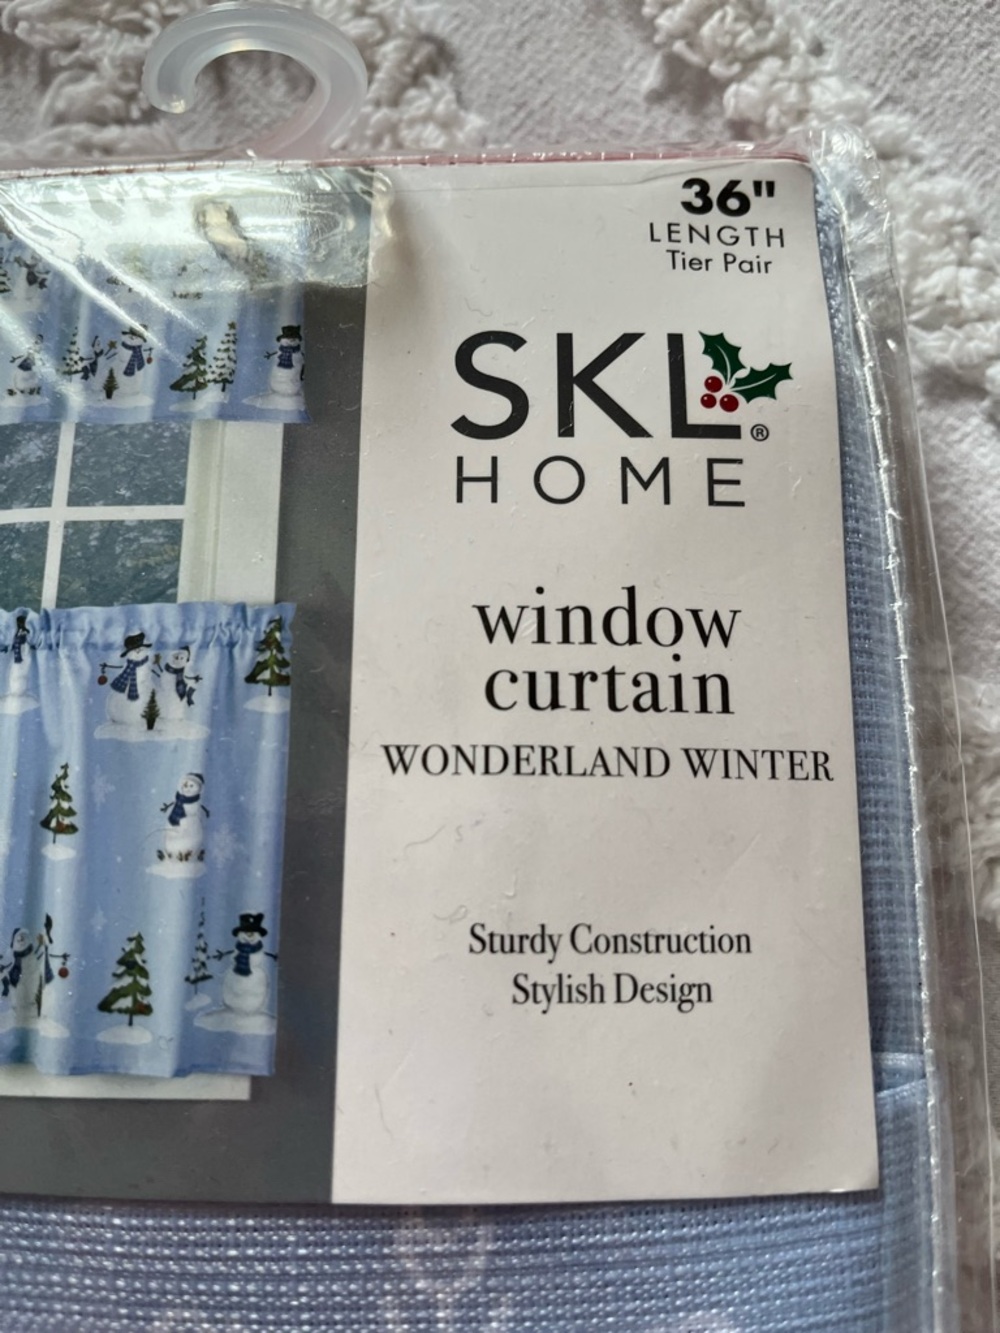 36"
LENGTH
Tier Pair
SKL®
HOME
window
curtain
WONDERLAND WINTER
Sturdy Construction
Stylish Design